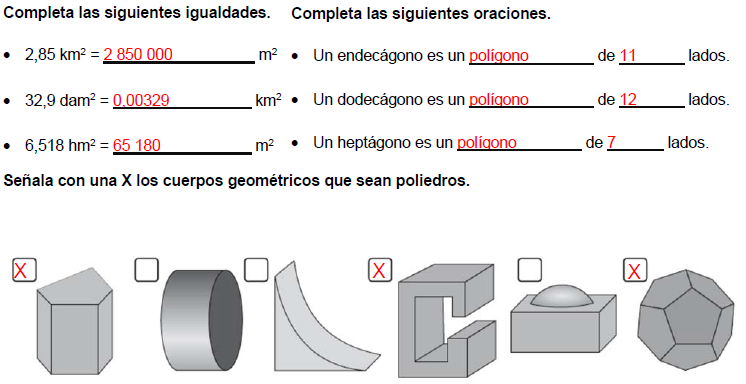 Completa las siguientes igualdades.
• 2,85 km² = 2 850 000 m²
• 32,9 dam² = 0,00329 km²
• 6,518 hm² = 65 180 m²
Completa las siguientes oraciones.
• Un endecágono es un polígono de 11 lados.
• Un dodecágono es un polígono de 12 lados.
• Un heptágono es un polígono de 7 lados.
Señala con una X los cuerpos geométricos que sean poliedros.
X X X